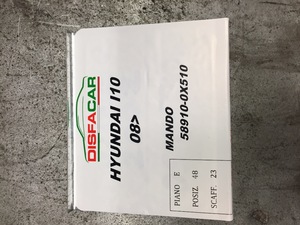 DISFACAR
HYUNDAI I10
08>
MANDO
58910-0X510
PIANO E
POSIZ. 48
SCAFF. 23